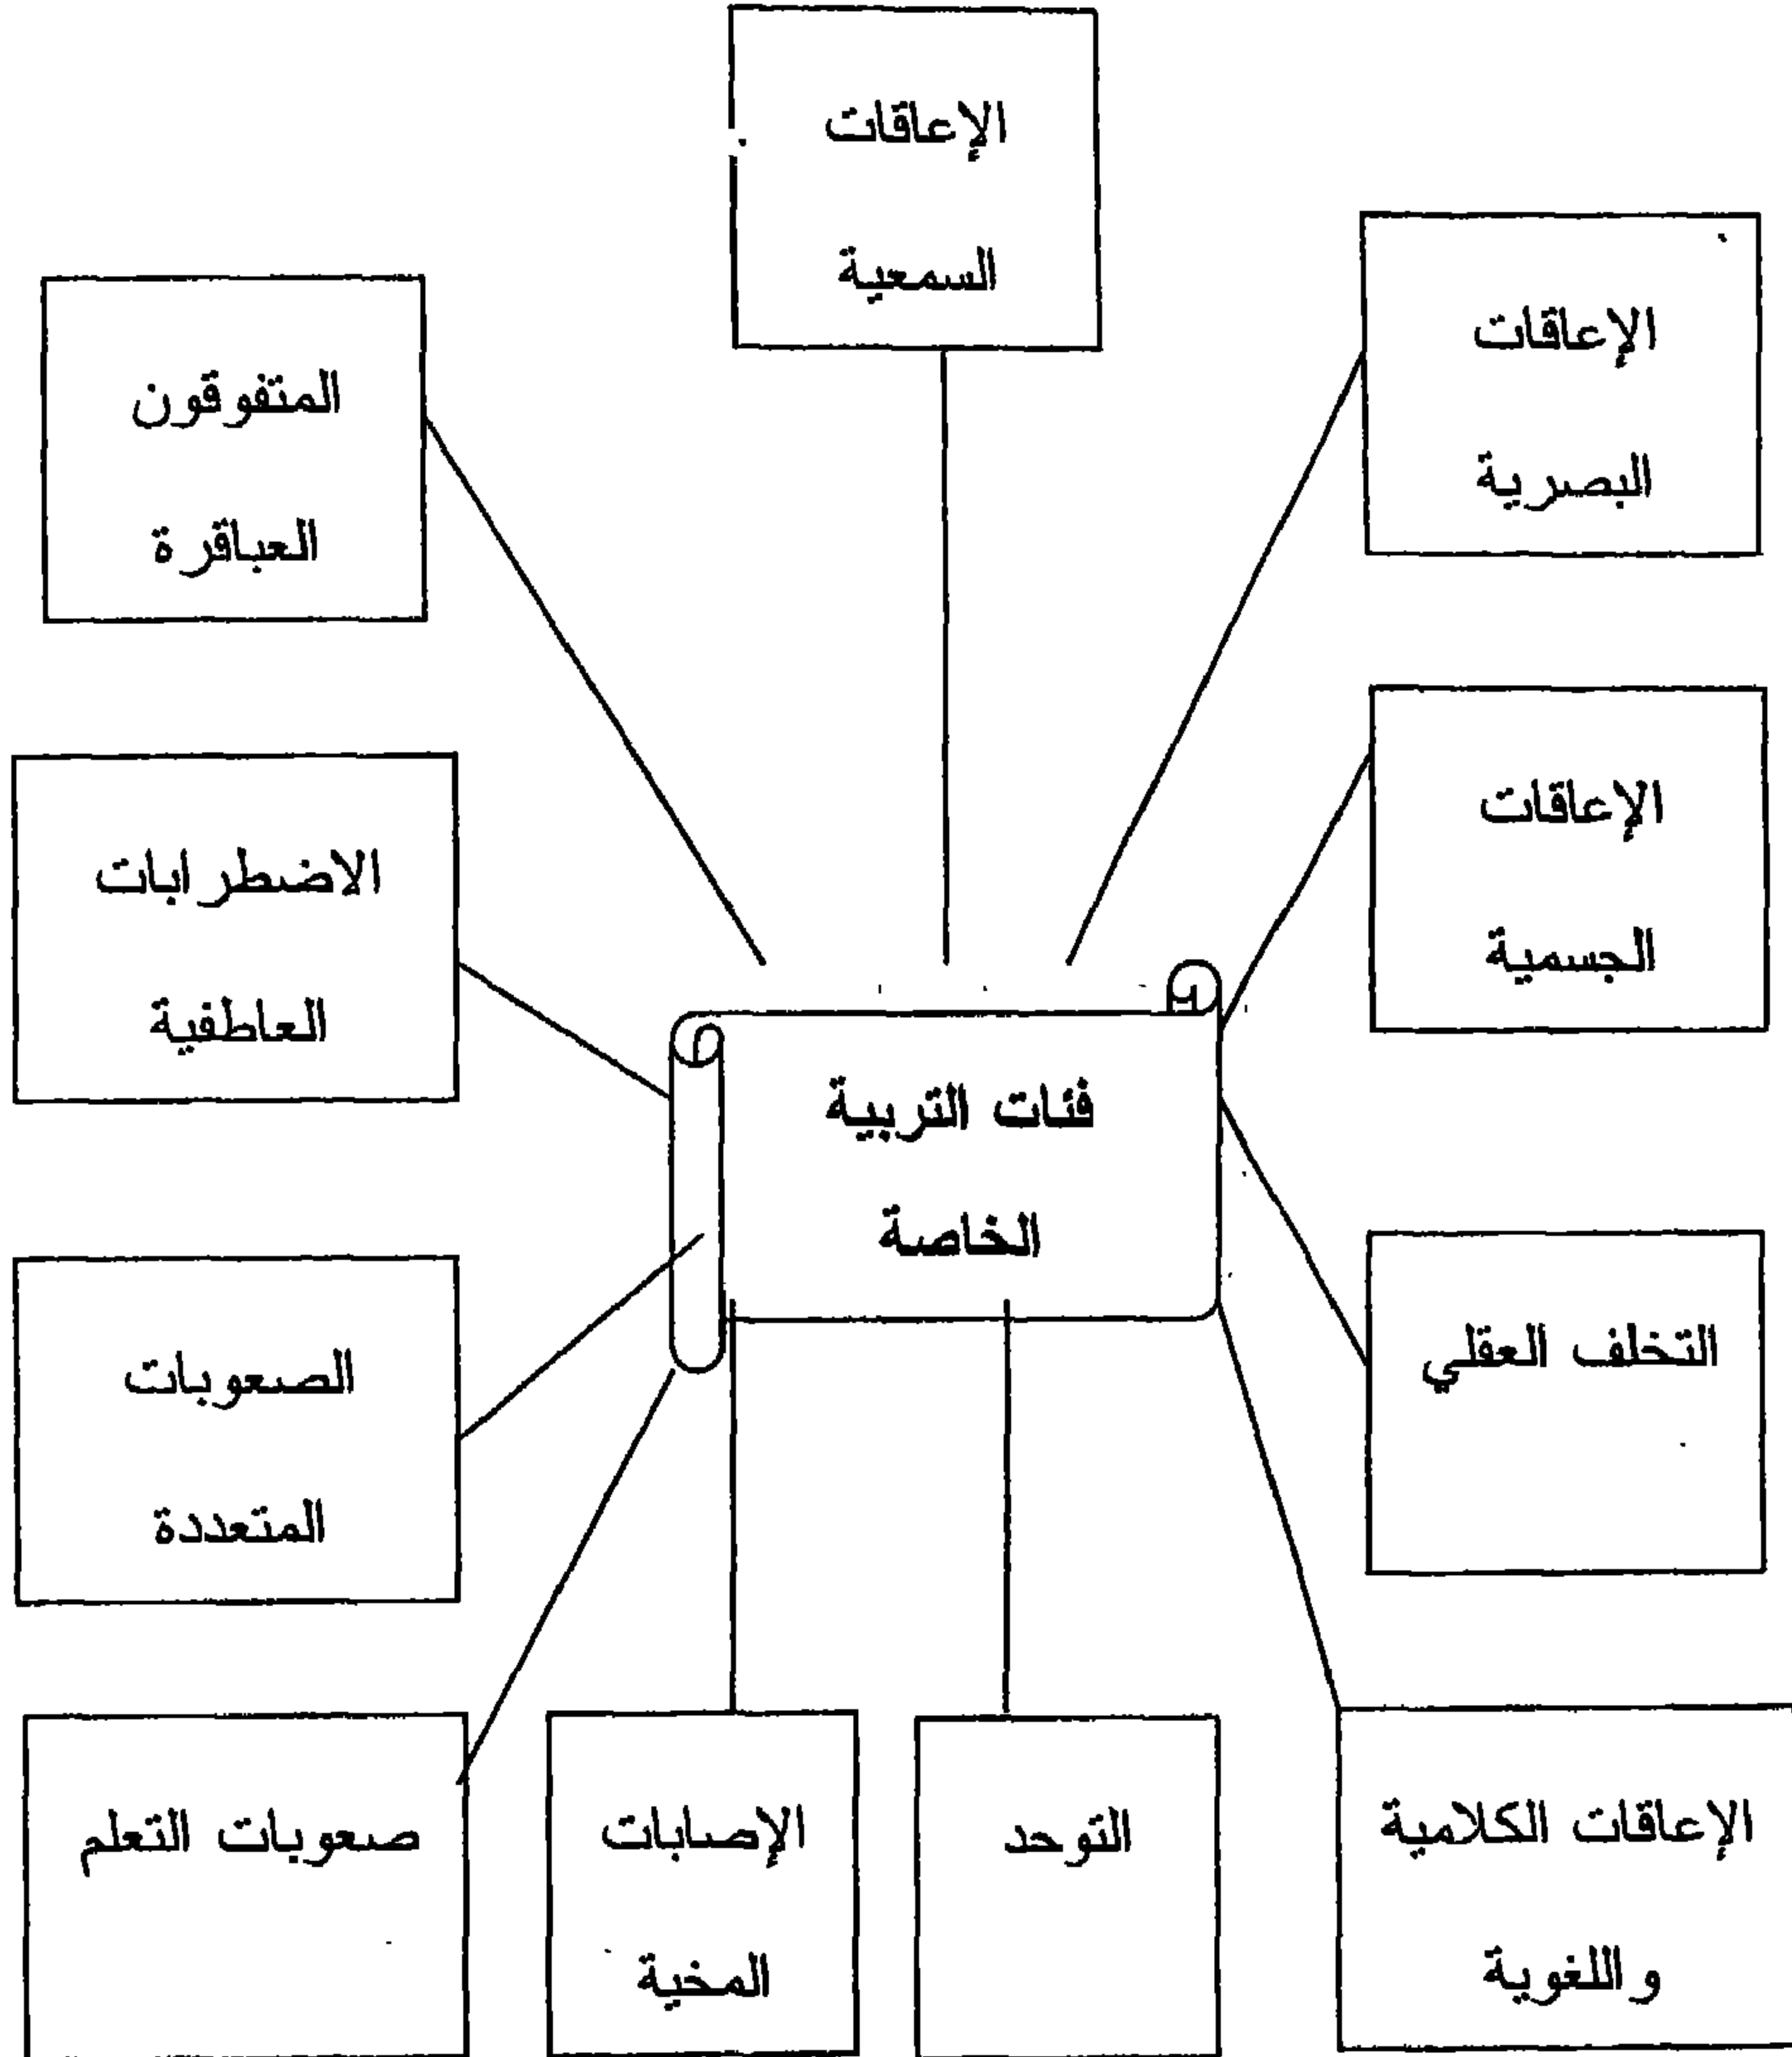 الإعاقات
السمعية
الإعاقات
البصرية
المتفوقون
العباقرة
الإعاقات
الجسمية
الاضطرابات
العاطفية
فئات التربية
الخاصة
التخلف العقلي
الصعوبات
المتعددة
الإعاقات الكلامية
واللغوية
التوحد
الإصابات
المخية
صعوبات التعلم